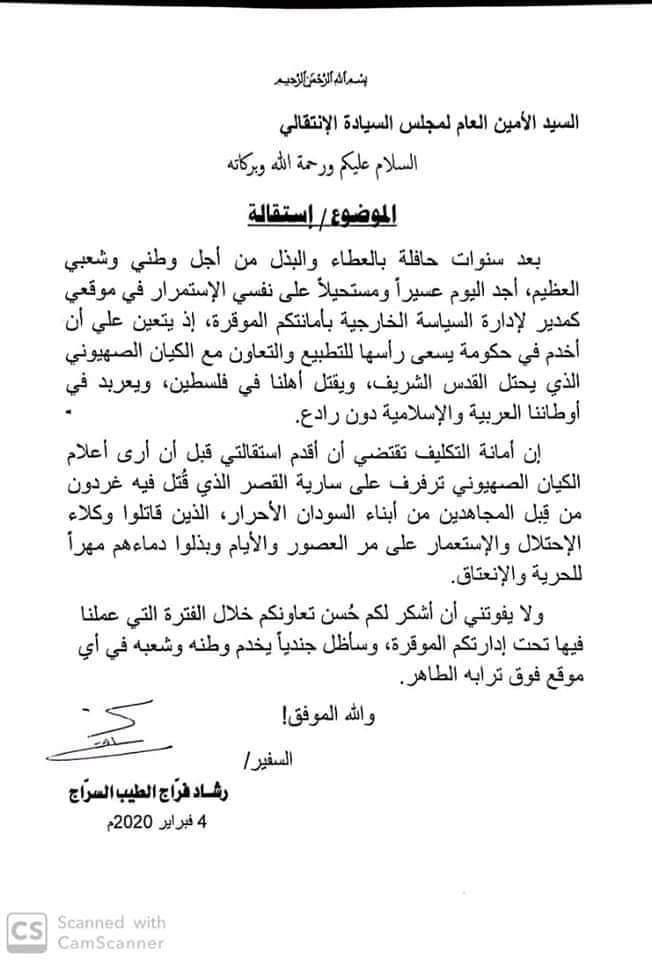 بسم الله الرحمن الرحيم
السيد الأمين العام لمجلس السيادة الإنتقالي
السلام عليكم ورحمة الله وبركاته
الموضوع/ إستقالة
بعد سنوات حافلة بالعطاء والبذل من أجل وطني وشعبي
العظيم، أجد اليوم عسيراً ومستحيلاً على نفسي الإستمرار في موقعي
كمدير لإدارة السياسة الخارجية بأمانتكم الموقرة، إذ يتعين علي أن
أخدم في حكومة يسعى رأسها للتطبيع والتعاون مع الكيان الصهيوني
الذي يحتل القدس الشريف، ويقتل أهلنا في فلسطين، ويعربد في
أوطاننا العربية والإسلامية دون رادع.
إن أمانة التكليف تقتضي أن أقدم استقالتي قبل أن أرى أعلام
الكيان الصهيوني ترفرف على سارية القصر الذي قُتل فيه غردون
من قِبل المجاهدين من أبناء السودان الأحرار، الذين قاتلوا وكلاء
الإحتلال والإستعمار على مر العصور والأيام وبذلوا دماءهم مهراً
للحرية والإنعتاق.
ولا يفوتني أن أشكر لكم حُسن تعاونكم خلال الفترة التي عملنا
فيها تحت إدارتكم الموقرة، وسأظل جندياً يخدم وطنه وشعبه في أي
موقع فوق ترابه الطاهر.
والله الموفق!
السفير/
رشاد فرّاج الطيب السرّاج
4 فبراير 2020م
CS Scanned with
CamScanner